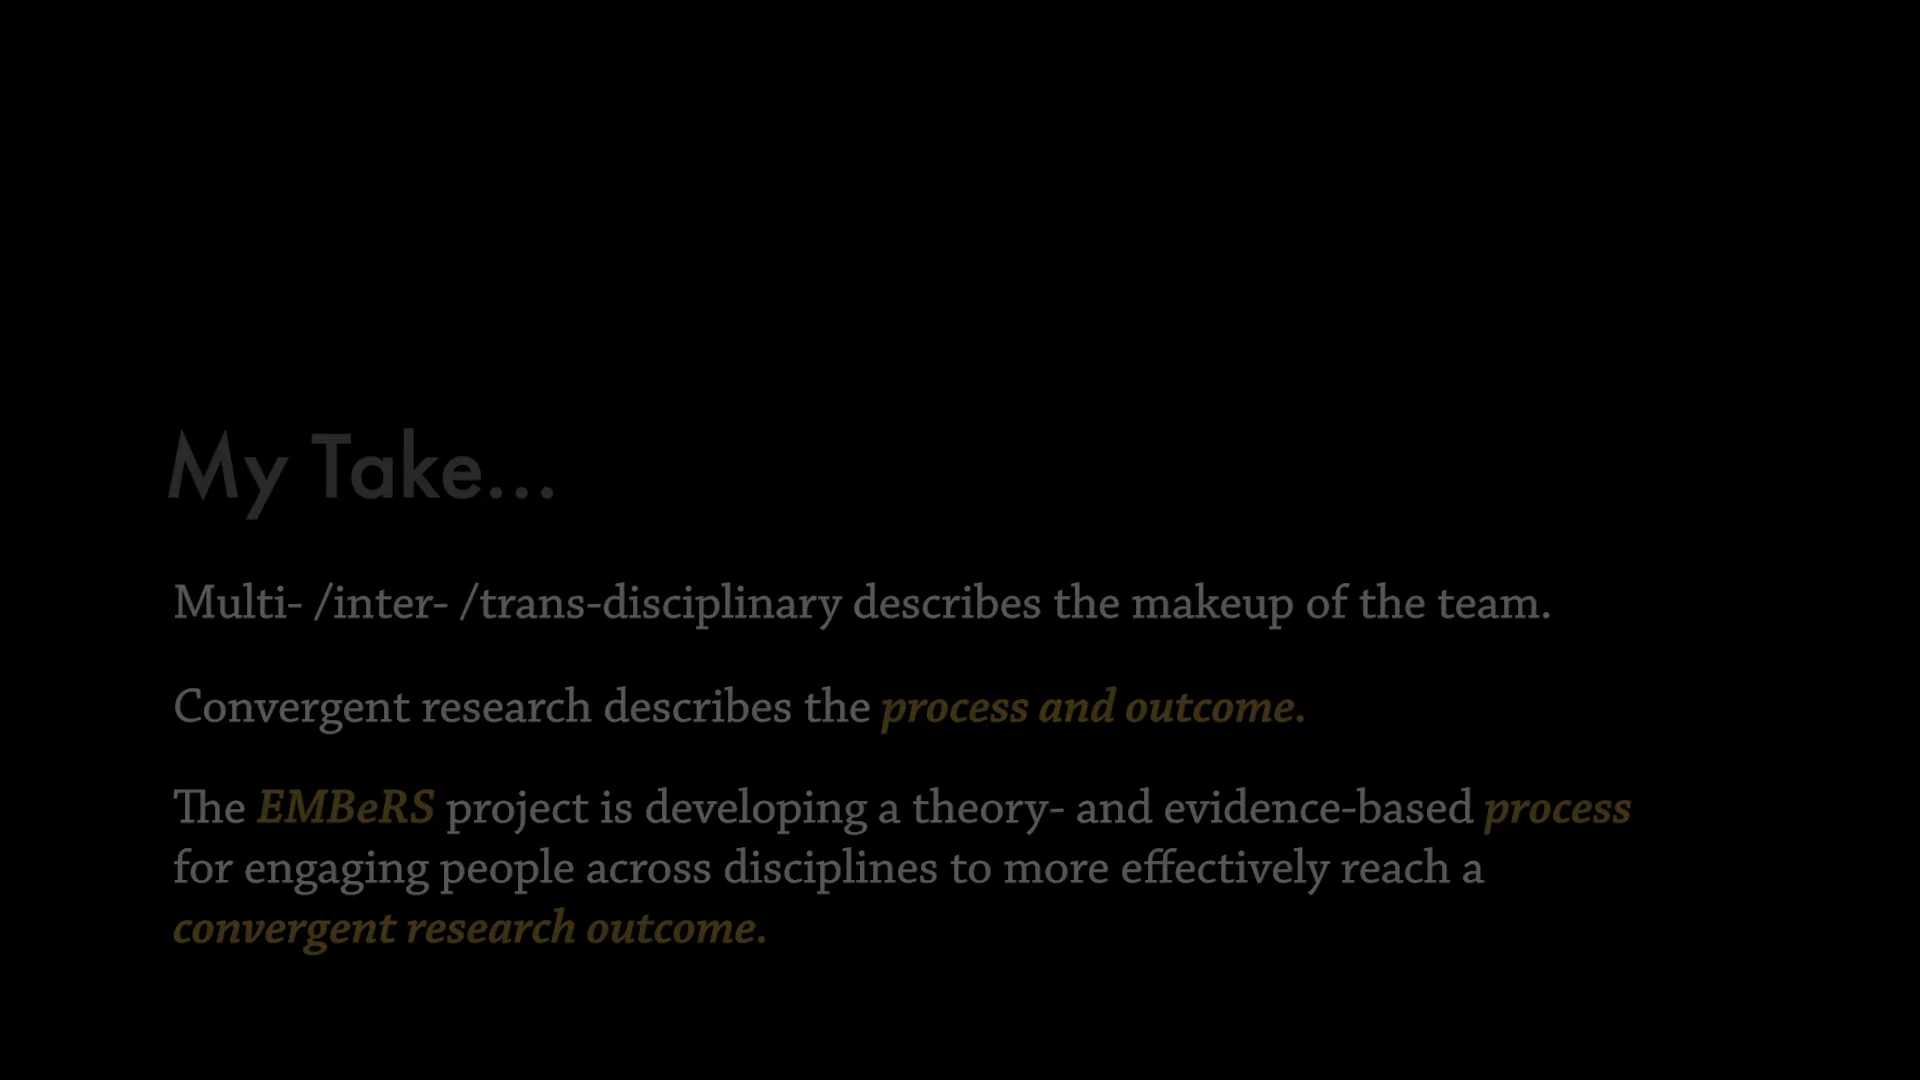 My Take...
Multi- /inter- /trans-disciplinary describes the makeup of the team.
Convergent research describes the process and outcome.
The EMBeRS project is developing a theory- and evidence-based process
for engaging people across disciplines to more effectively reach a
convergent research outcome.